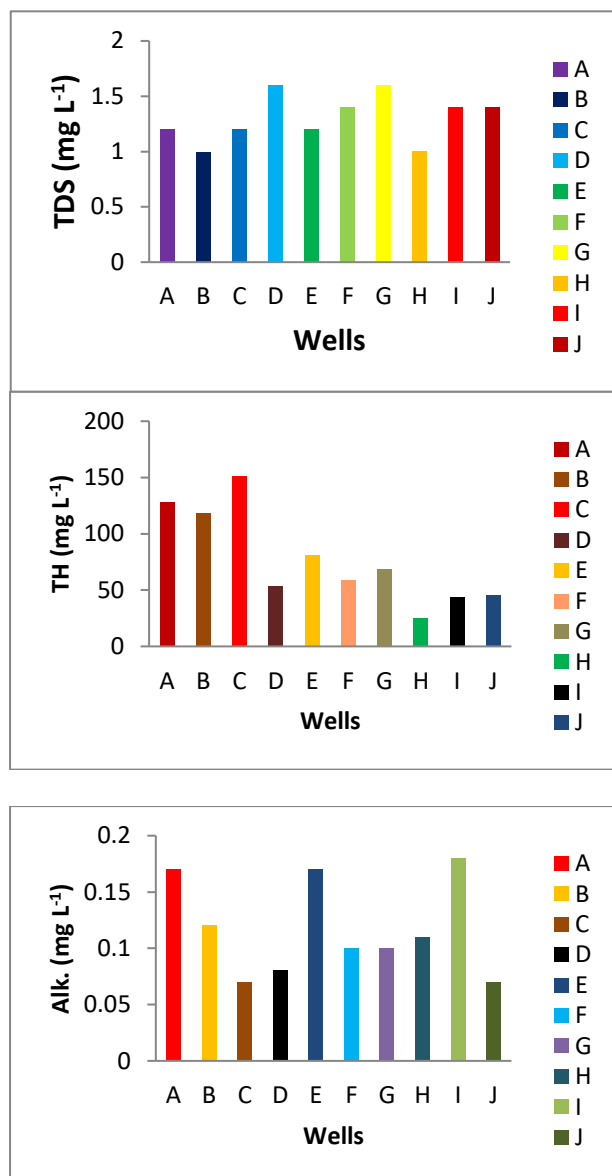 TDS (mg L⁻¹)
2
1.5
1
0.5
0
A B C D E F G H I J
Wells
A
B
C
D
E
F
G
H
I
J
TH (mg L⁻¹)
200
150
100
50
0
A B C D E F G H I J
Wells
A
B
C
D
E
F
G
H
I
J
Alk. (mg L⁻¹)
0.2
0.15
0.1
0.05
0
A B C D E F G H I J
Wells
A
B
C
D
E
F
G
H
I
J